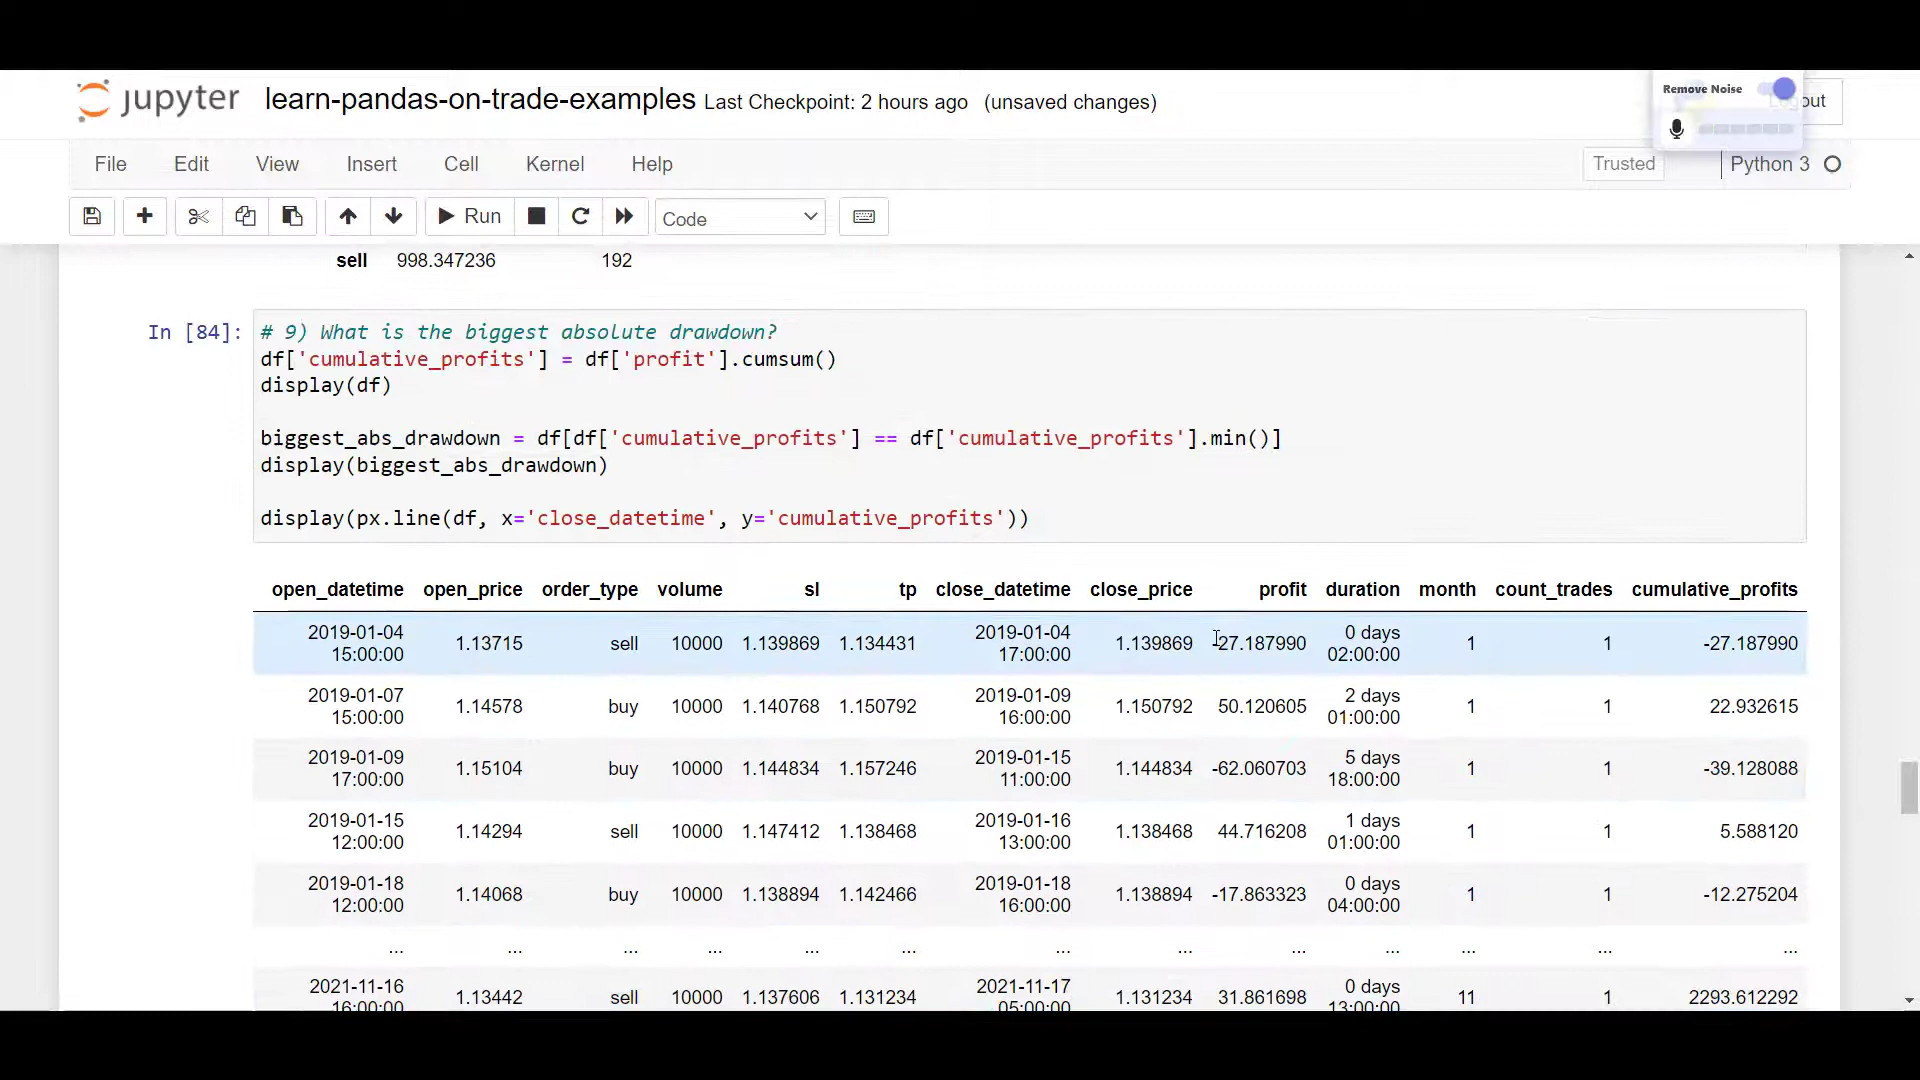 jupyter learn-pandas-on-trade-examples Last Checkpoint: 2 hours ago (unsaved changes)
Remove Noise
out
File Edit View Insert Cell Kernel Help
Trusted Python 3
Run Code
sell 998.347236 192
In [84]:
# 9) What is the biggest absolute drawdown?
df['cumulative_profits'] = df['profit'].cumsum()
display(df)
biggest_abs_drawdown = df[df['cumulative_profits'] == df['cumulative_profits'].min()]
display(biggest_abs_drawdown)
display(px.line(df, x='close_datetime', y='cumulative_profits'))
open_datetime open_price order_type volume sl tp close_datetime close_price profit duration month count_trades cumulative_profits
2019-01-04 2019-01-04 0 days
15:00:00 1.13715 sell 10000 1.139869 1.134431 17:00:00 1.139869 -27.187990 02:00:00 1 1 -27.187990
2019-01-07 2019-01-09 2 days
15:00:00 1.14578 buy 10000 1.140768 1.150792 16:00:00 1.150792 50.120605 01:00:00 1 1 22.932615
2019-01-09 2019-01-15 5 days
17:00:00 1.15104 buy 10000 1.144834 1.157246 11:00:00 1.144834 -62.060703 18:00:00 1 1 -39.128088
2019-01-15 2019-01-16 1 days
12:00:00 1.14294 sell 10000 1.147412 1.138468 13:00:00 1.138468 44.716208 01:00:00 1 1 5.588120
2019-01-18 2019-01-18 0 days
12:00:00 1.14068 buy 10000 1.138894 1.142466 16:00:00 1.138894 -17.863323 04:00:00 1 1 -12.275204
... ... ... ... ... ... ... ... ... ... ... ... ...
2021-11-16 2021-11-17 0 days
16:00:00 1.13442 sell 10000 1.137606 1.131234 05:00:00 1.131234 31.861698 13:00:00 11 1 2293.612292